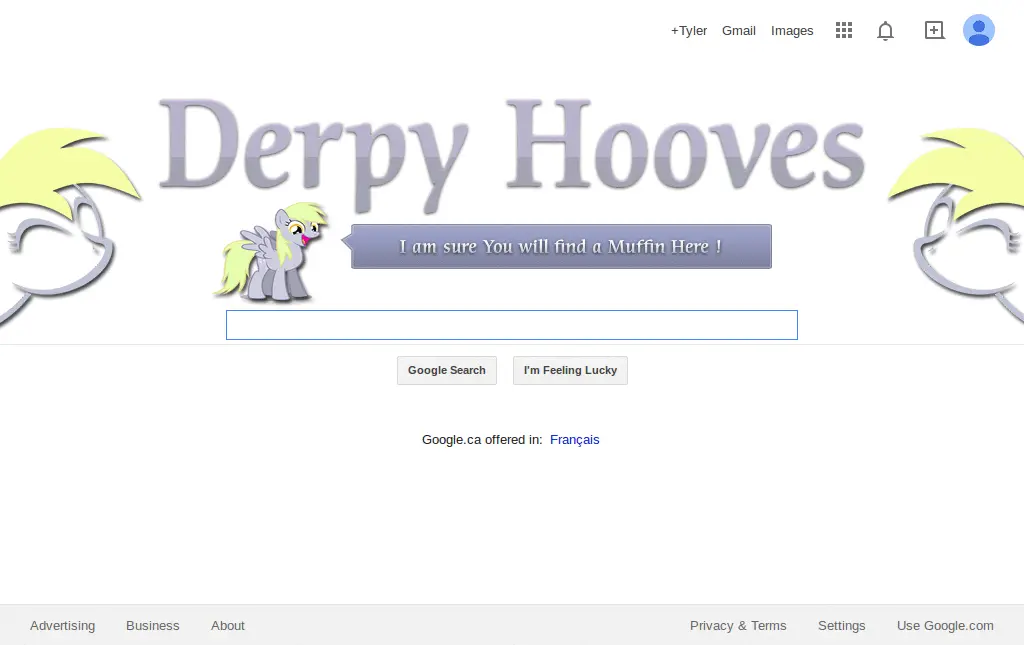 +Tyler Gmail Images
Derpy Hooves
I am sure You will find a Muffin Here !
Google Search I'm Feeling Lucky
Google.ca offered in: Français
Advertising Business About Privacy & Terms Settings Use Google.com